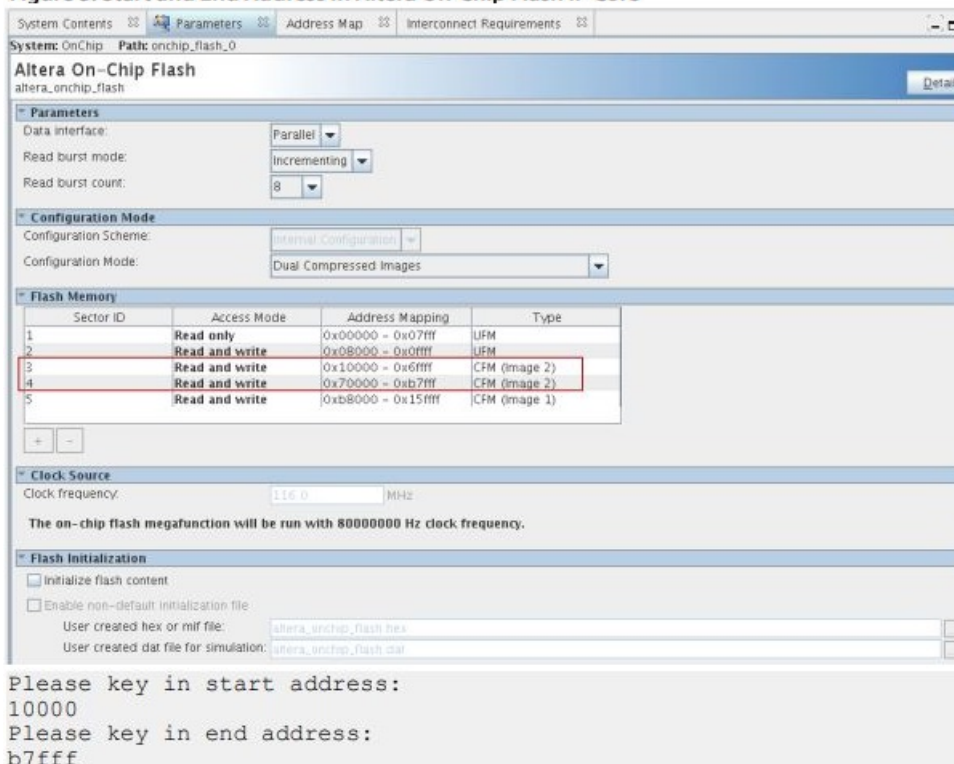 System Contents Parameters Address Map Interconnect Requirements
System: OnChip Path: onchip_flash_0
Altera On-Chip Flash
altera_onchip_flash
Parameters
Data interface: Parallel
Read burst mode: Incrementing
Read burst count: 8
Configuration Mode
Configuration Scheme: Internal Configuration
Configuration Mode: Dual Compressed Images
Flash Memory
Sector ID Access Mode Address Mapping Type
1 Read only 0x00000 - 0x07fff UFM
2 Read and write 0x08000 - 0x0ffff UFM
3 Read and write 0x10000 - 0x6ffff CFM (Image 2)
4 Read and write 0x70000 - 0xb7fff CFM (Image 2)
5 Read and write 0xb8000 - 0x15ffff CFM (Image 1)
+ -
Clock Source
Clock frequency: 116.0 MHz
The on-chip flash megafunction will be run with 80000000 Hz clock frequency.
Flash Initialization
Initialize flash content
Enable non-default initialization file
User created hex or mif file: altera_onchip_flash.hex
User created dat file for simulation: altera_onchip_flash.dat
Please key in start address:
10000
Please key in end address:
b7fff